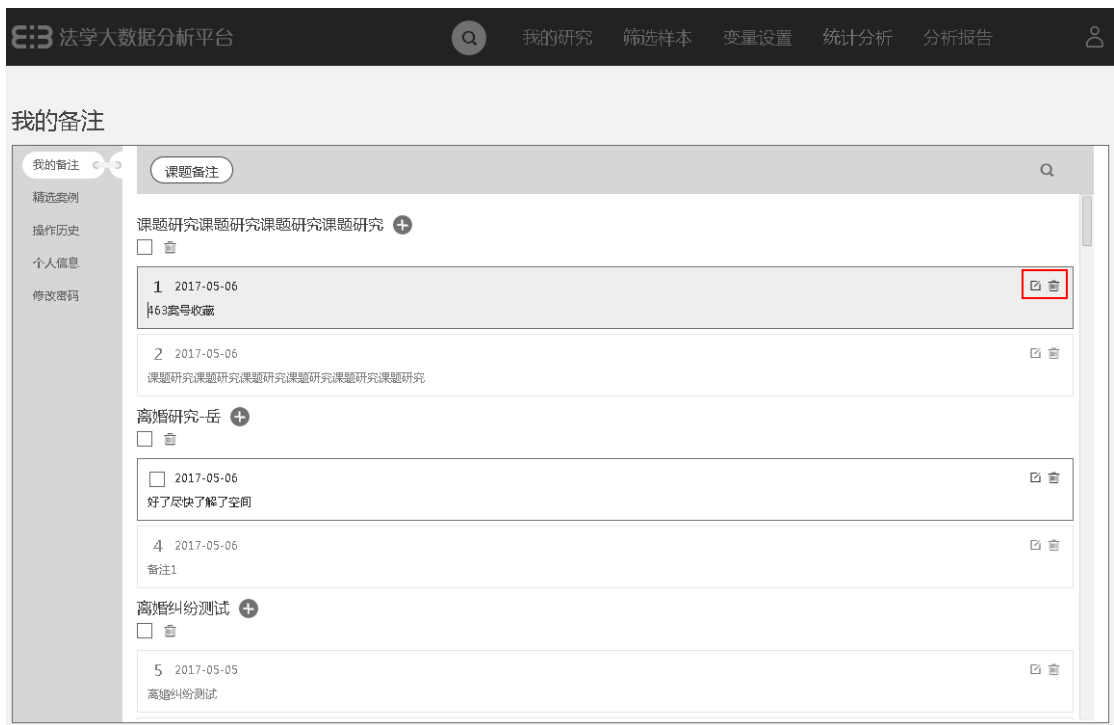 法学大数据分析平台
我的研究 筛选样本 变量设置 统计分析 分析报告
我的备注
我的备注
精选案例
操作历史
个人信息
修改密码
课题备注
课题研究课题研究课题研究课题研究
1 2017-05-06
463案号收藏
2 2017-05-06
课题研究课题研究课题研究课题研究课题研究课题研究
离婚研究-岳
2017-05-06
好了尽快了解了空间
4 2017-05-06
备注1
离婚纠纷测试
5 2017-05-05
离婚纠纷测试